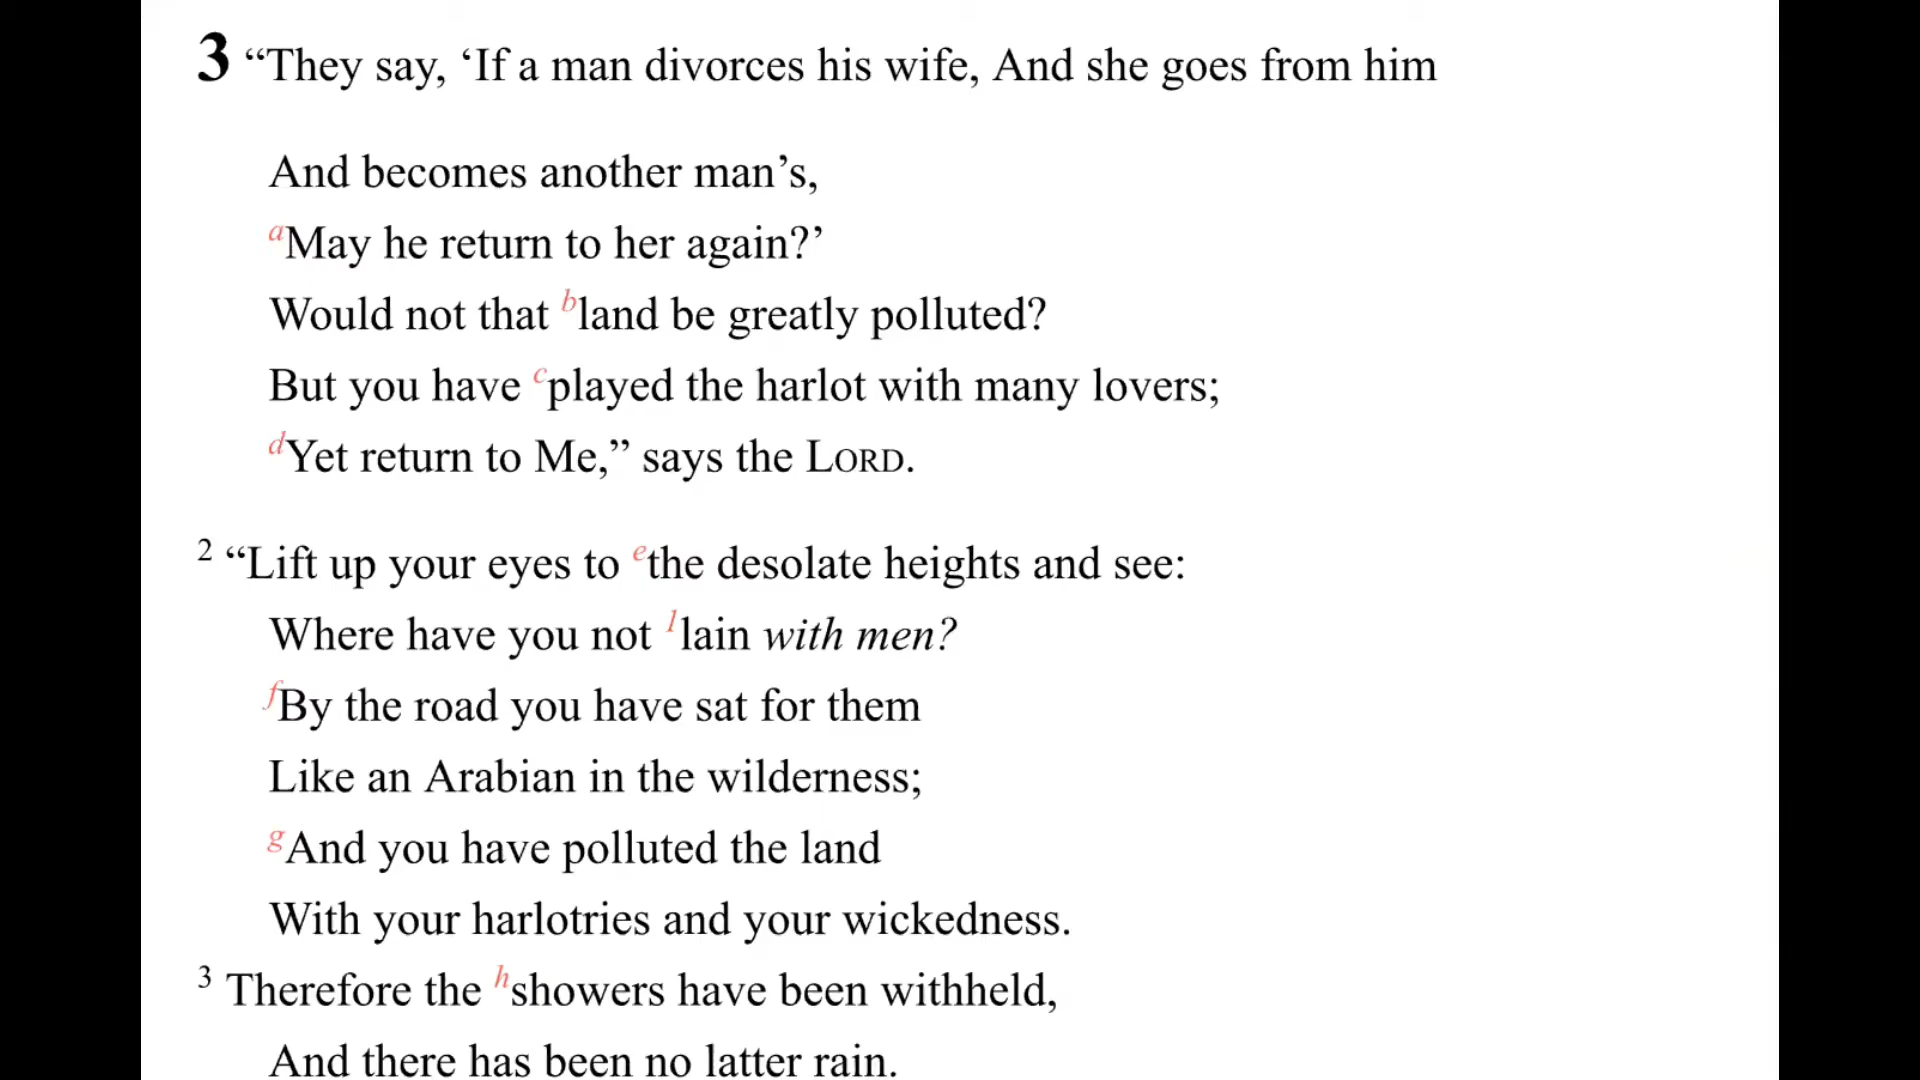 3 “They say, ‘If a man divorces his wife, And she goes from him
And becomes another man’s,
aMay he return to her again?’
Would not that bland be greatly polluted?
But you have cplayed the harlot with many lovers;
dYet return to Me,” says the LORD.
2 “Lift up your eyes to ethe desolate heights and see:
Where have you not 1lain with men?
fBy the road you have sat for them
Like an Arabian in the wilderness;
gAnd you have polluted the land
With your harlotries and your wickedness.
3 Therefore the hshowers have been withheld,
And there has been no latter rain.